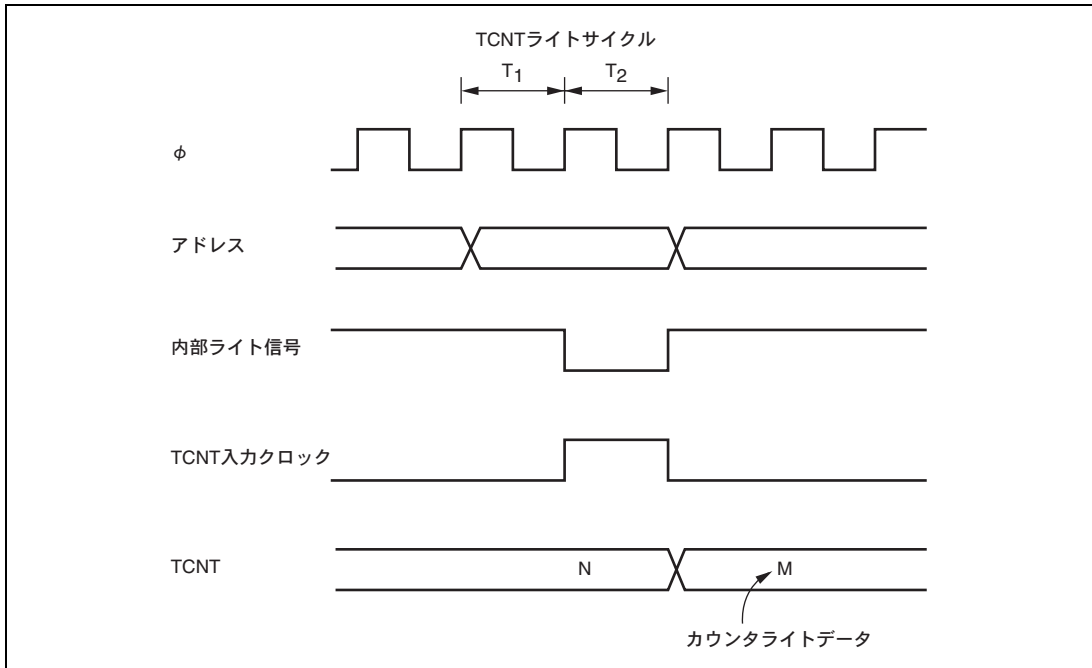 TCNTライトサイクル
T1 T2
φ
アドレス
内部ライト信号
TCNT入力クロック
TCNT N M
カウンタライトデータ